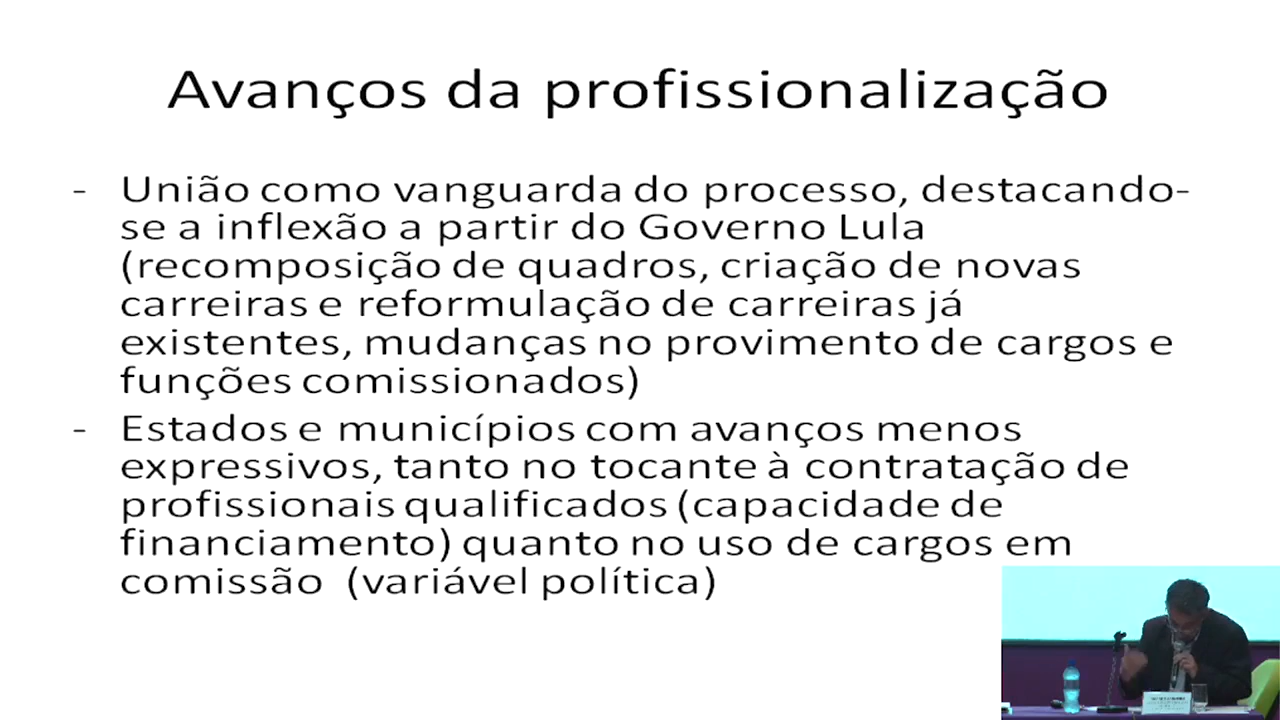 Avanços da profissionalização
- União como vanguarda do processo, destacando-
se a inflexão a partir do Governo Lula
(recomposição de quadros, criação de novas
carreiras e reformulação de carreiras já
existentes, mudanças no provimento de cargos e
funções comissionados)
- Estados e municípios com avanços menos
expressivos, tanto no tocante à contratação de
profissionais qualificados (capacidade de
financiamento) quanto no uso de cargos em
comissão (variável política)